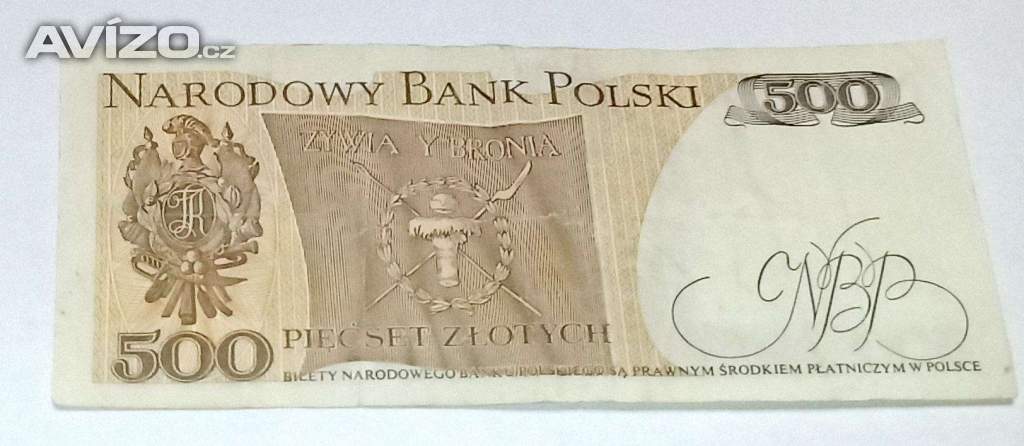 AVÍZO.cz
NARODOWY BANK POLSKI
500
ŻYWIĄ Y BRONIĄ
TK
NBP
500
PIĘĆSET ZŁOTYCH
BILETY NARODOWEGO BANKU POLSKIEGO SĄ PRAWNYM ŚRODKIEM PŁATNICZYM W POLSCE